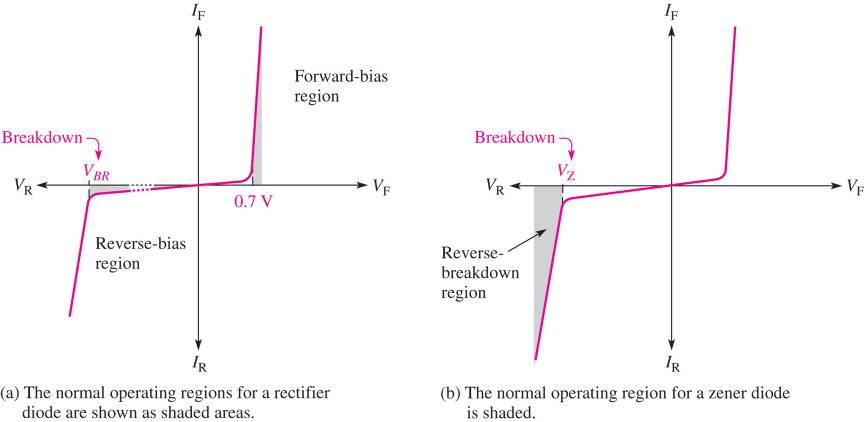 I_F
Forward-bias
region
Breakdown
V_BR
V_R
V_F
0.7 V
Reverse-bias
region
I_R
(a) The normal operating regions for a rectifier
diode are shown as shaded areas.
I_F
Breakdown
V_Z
V_R
V_F
Reverse-
breakdown
region
I_R
(b) The normal operating region for a zener diode
is shaded.